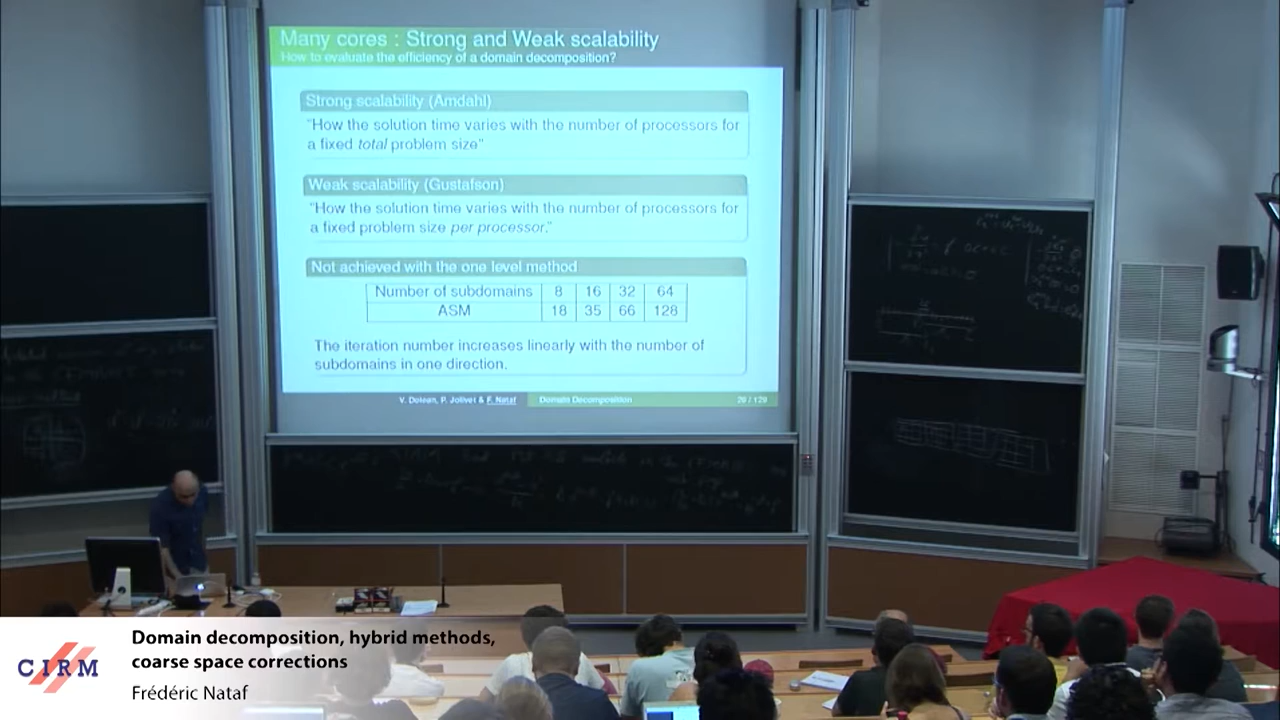 Many cores : Strong and Weak scalability
How to evaluate the efficiency of a domain decomposition?
Strong scalability (Amdahl)
"How the solution time varies with the number of processors for
a fixed total problem size"
Weak scalability (Gustafson)
"How the solution time varies with the number of processors for
a fixed problem size per processor."
Not achieved with the one level method
Number of subdomains 8 16 32 64
ASM 18 35 66 128
The iteration number increases linearly with the number of
subdomains in one direction.
V. Dolean, P. Jolivet & F. Nataf Domain Decomposition 29 / 129
CIRM
Domain decomposition, hybrid methods,
coarse space corrections
Frédéric Nataf